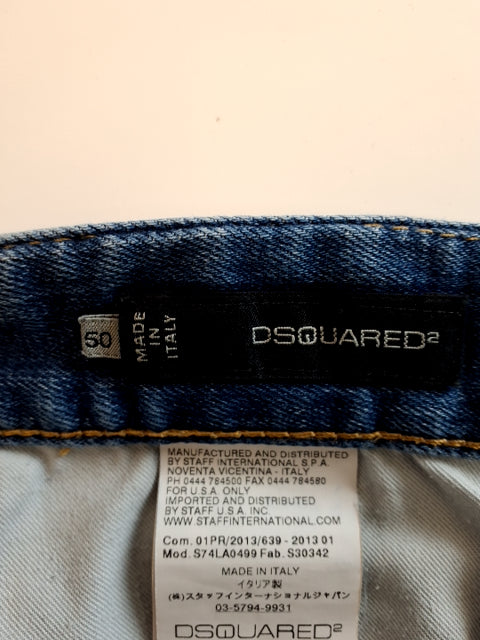 50
MADE
IN
ITALY
DSQUARED²
MANUFACTURED AND DISTRIBUTED
BY STAFF INTERNATIONAL S.P.A.
NOVENTA VICENTINA - ITALY
PH 0444 784500 FAX 0444 784580
FOR U.S.A. ONLY
IMPORTED AND DISTRIBUTED
BY STAFF U.S.A. INC.
WWW.STAFFINTERNATIONAL.COM
Com. 01PR/2013/639 - 2013 01
Mod. S74LA0499 Fab. S30342
MADE IN ITALY
イタリア製
(株)スタッフインターナショナルジャパン
03-5794-9931
DSQUARED²